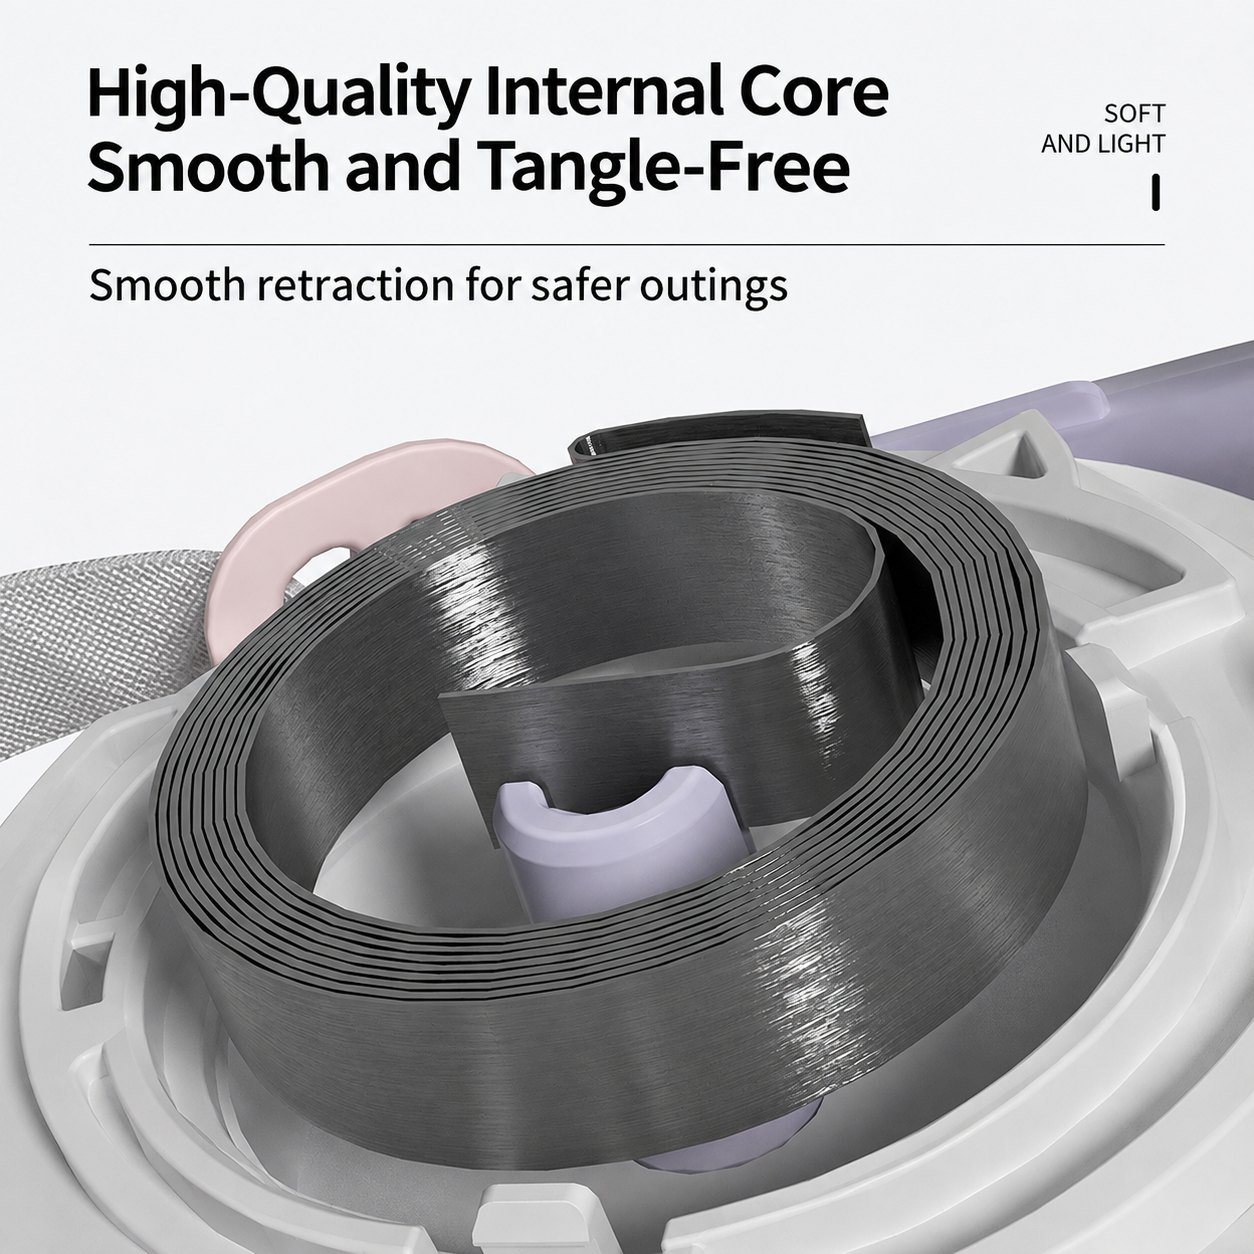 High-Quality Internal Core
Smooth and Tangle-Free
SOFT
AND LIGHT
Smooth retraction for safer outings